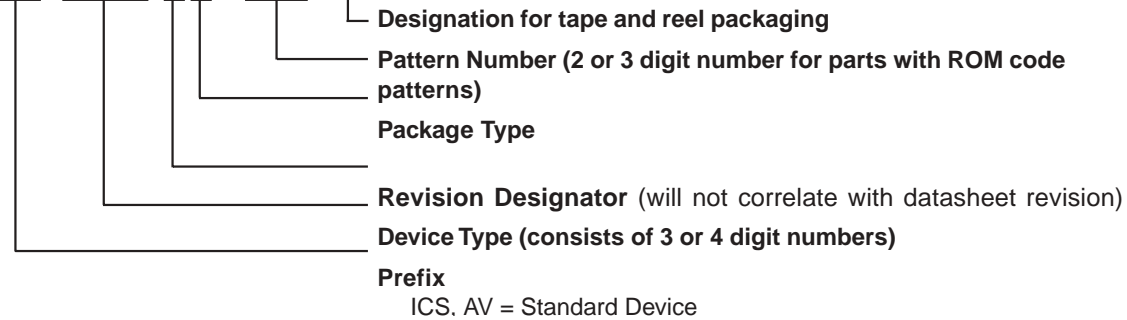 Designation for tape and reel packaging
Pattern Number (2 or 3 digit number for parts with ROM code
patterns)
Package Type
Revision Designator (will not correlate with datasheet revision)
Device Type (consists of 3 or 4 digit numbers)
Prefix
ICS, AV = Standard Device